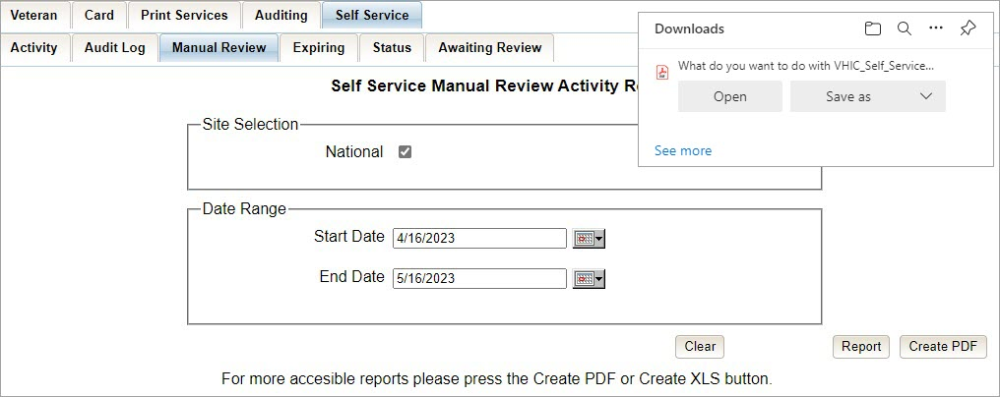 Veteran Card Print Services Auditing Self Service
Activity Audit Log Manual Review Expiring Status Awaiting Review
Downloads
What do you want to do with VHIC_Self_Service...
Open Save as
See more
Self Service Manual Review Activity Re
Site Selection
National
Date Range
Start Date 4/16/2023
End Date 5/16/2023
Clear Report Create PDF
For more accesible reports please press the Create PDF or Create XLS button.